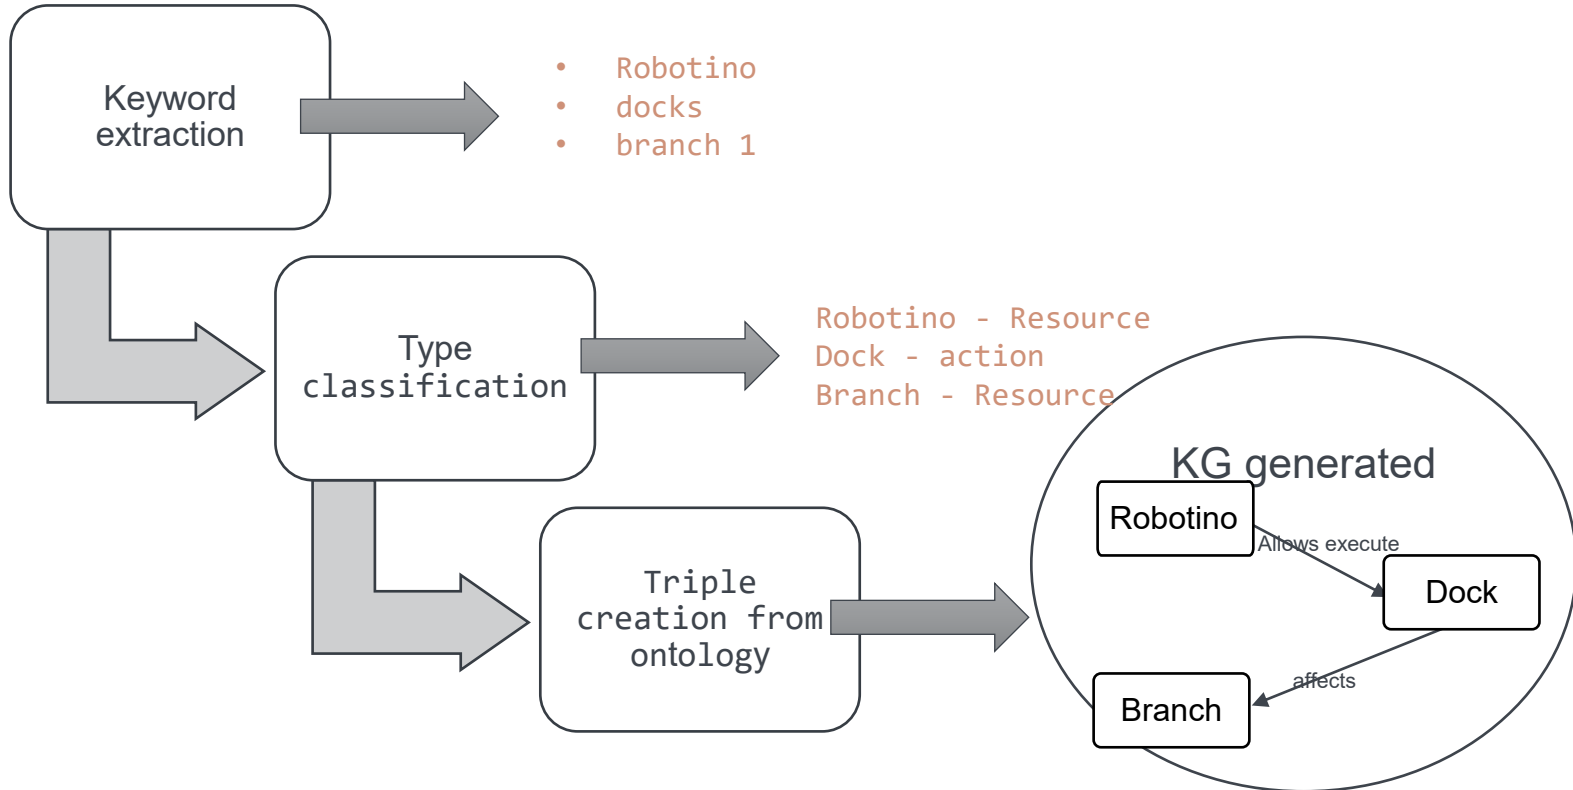 Keyword
extraction
• Robotino
• docks
• branch 1
Type
classification
Robotino - Resource
Dock - action
Branch - Resource
Triple
creation from
ontology
KG generated
Robotino
Allows execute
Dock
affects
Branch